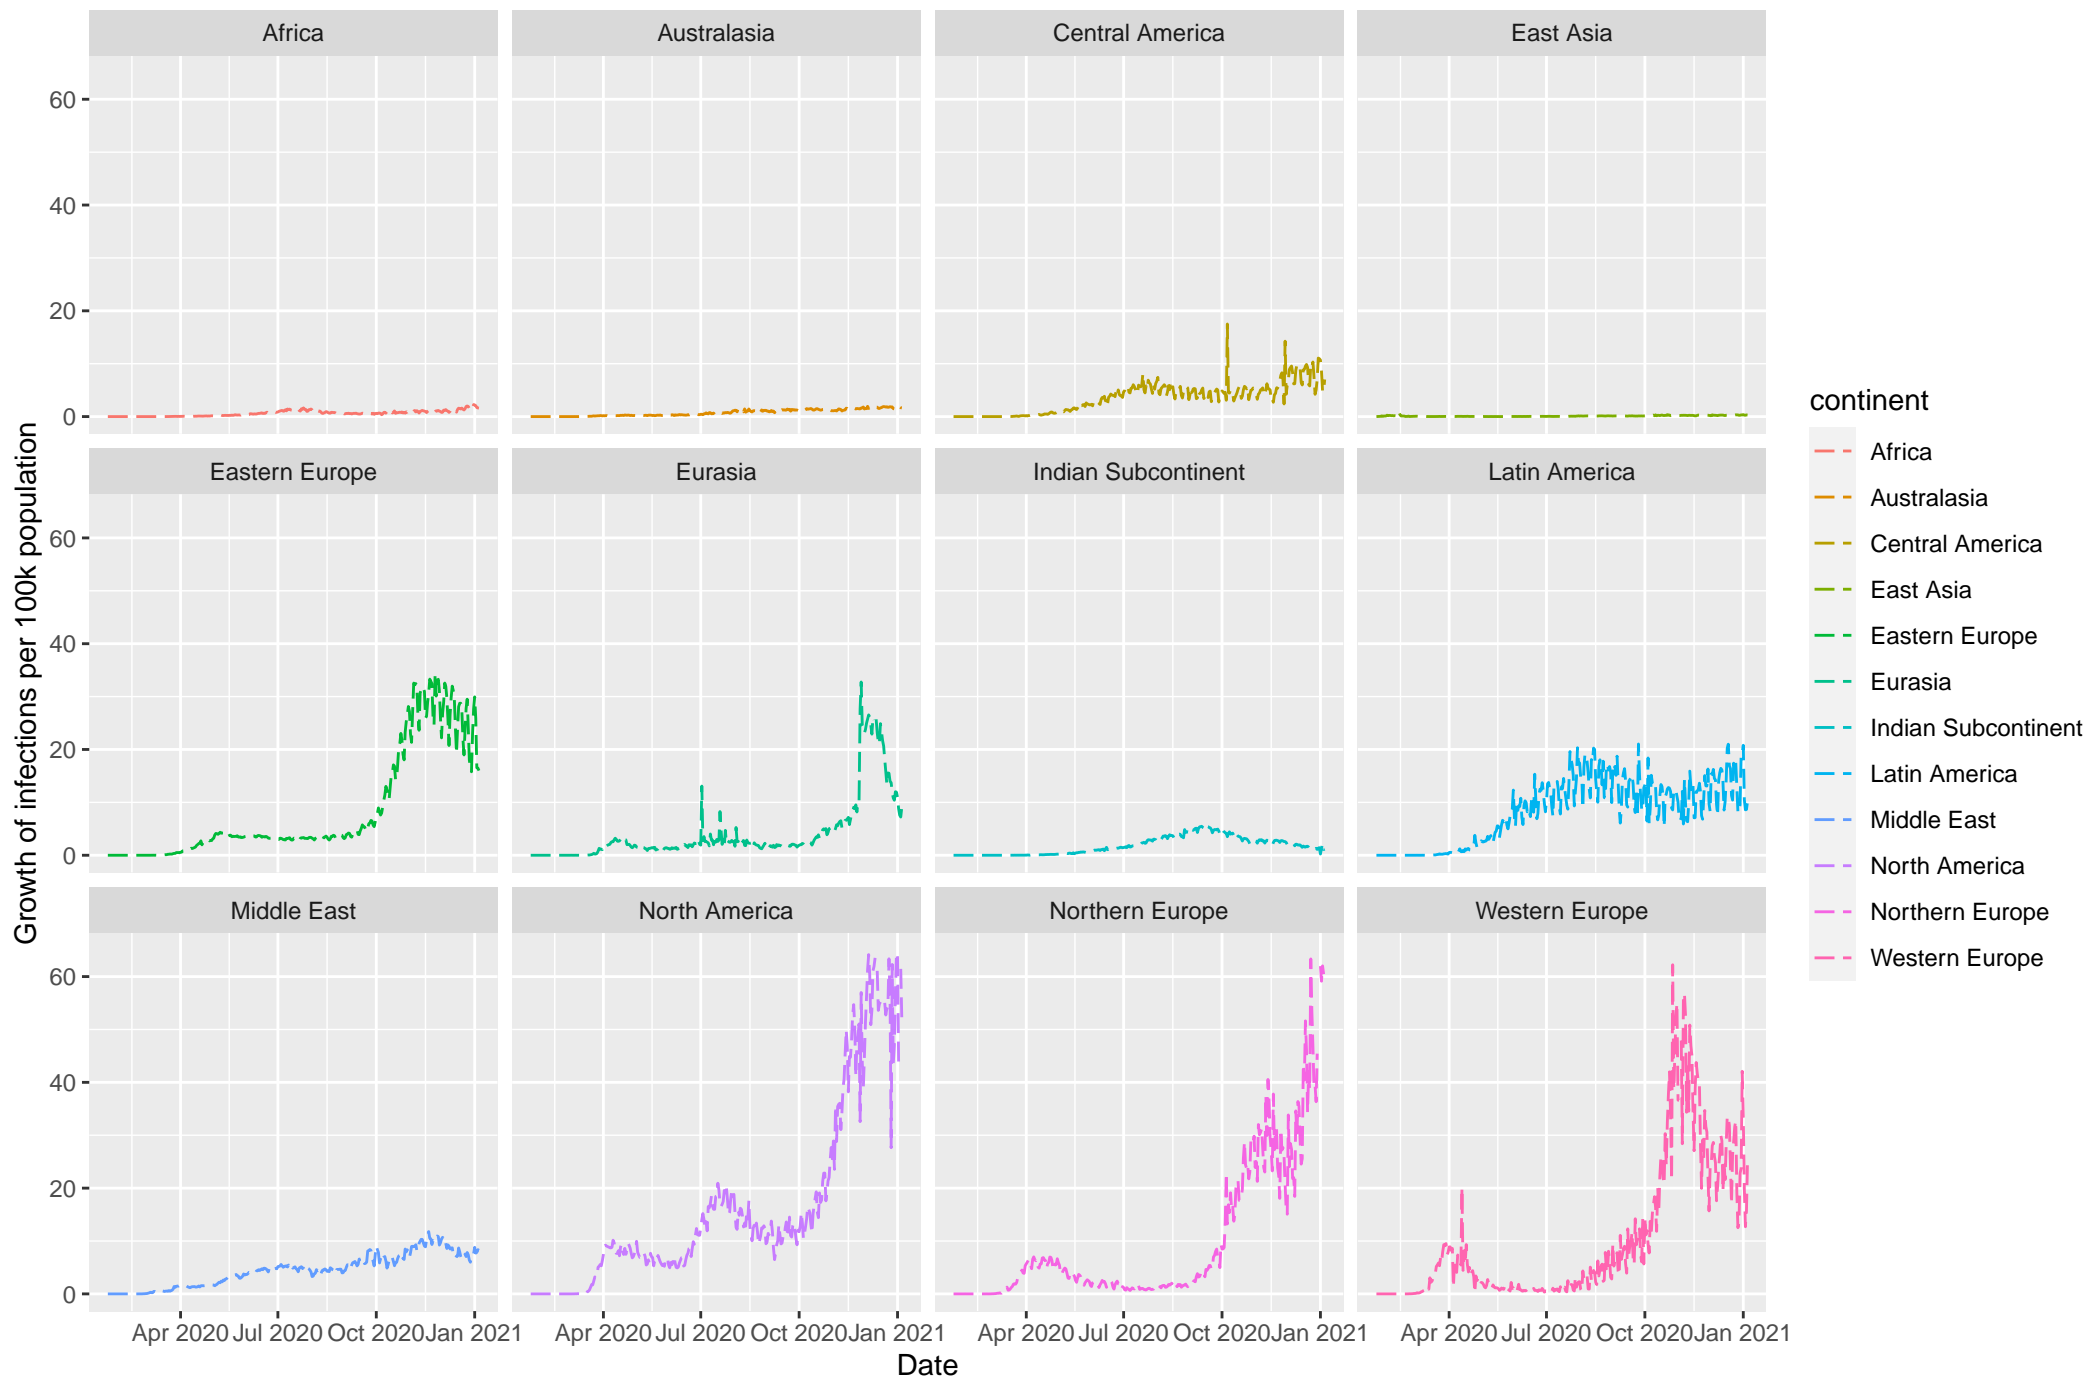 Africa
Australasia
Central America
East Asia
60
40
20
0
Eastern Europe
Eurasia
Indian Subcontinent
Latin America
60
40
20
0
Middle East
North America
Northern Europe
Western Europe
60
40
20
0
Apr 2020 Jul 2020 Oct 2020 Jan 2021
Apr 2020 Jul 2020 Oct 2020 Jan 2021
Apr 2020 Jul 2020 Oct 2020 Jan 2021
Apr 2020 Jul 2020 Oct 2020 Jan 2021
Date
Growth of infections per 100k population
continent
Africa
Australasia
Central America
East Asia
Eastern Europe
Eurasia
Indian Subcontinent
Latin America
Middle East
North America
Northern Europe
Western Europe